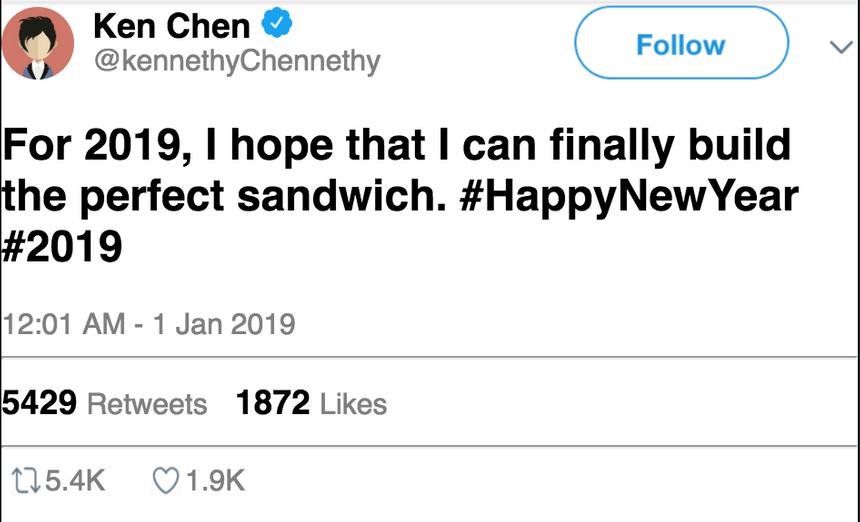 Ken Chen
@kennethyChennethy
Follow
For 2019, I hope that I can finally build
the perfect sandwich. #HappyNewYear
#2019
12:01 AM - 1 Jan 2019
5429 Retweets 1872 Likes
5.4K 1.9K